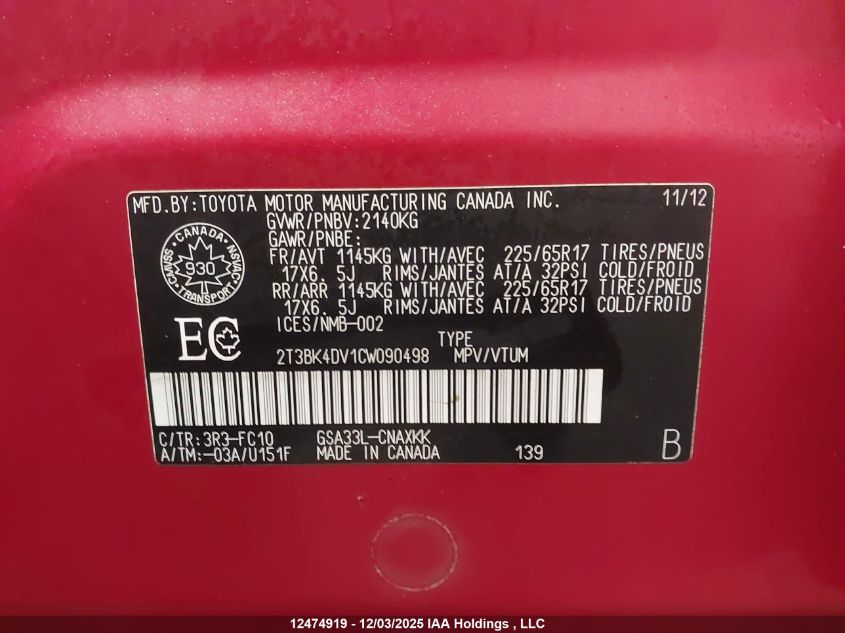 MFD.BY:TOYOTA MOTOR MANUFACTURING CANADA INC. 11/12
GVWR/PNBV:2140KG
GAWR/PNBE:
FR/AVT 1145KG WITH/AVEC 225/65R17 TIRES/PNEUS
17X6.5J RIMS/JANTES AT/A 32PSI COLD/FROID
RR/ARR 1145KG WITH/AVEC 225/65R17 TIRES/PNEUS
17X6.5J RIMS/JANTES AT/A 32PSI COLD/FROID
ICES/NMB-002
CANADA
CMVSS 930 NSVAC
TRANSPORT
EC
TYPE
2T3BK4DV1CW090498 MPV/VTUM
C/TR:3R3-FC10 GSA33L-CNAXKK
A/TM:-03A/U151F MADE IN CANADA 139 B
12474919 - 12/03/2025 IAA Holdings , LLC